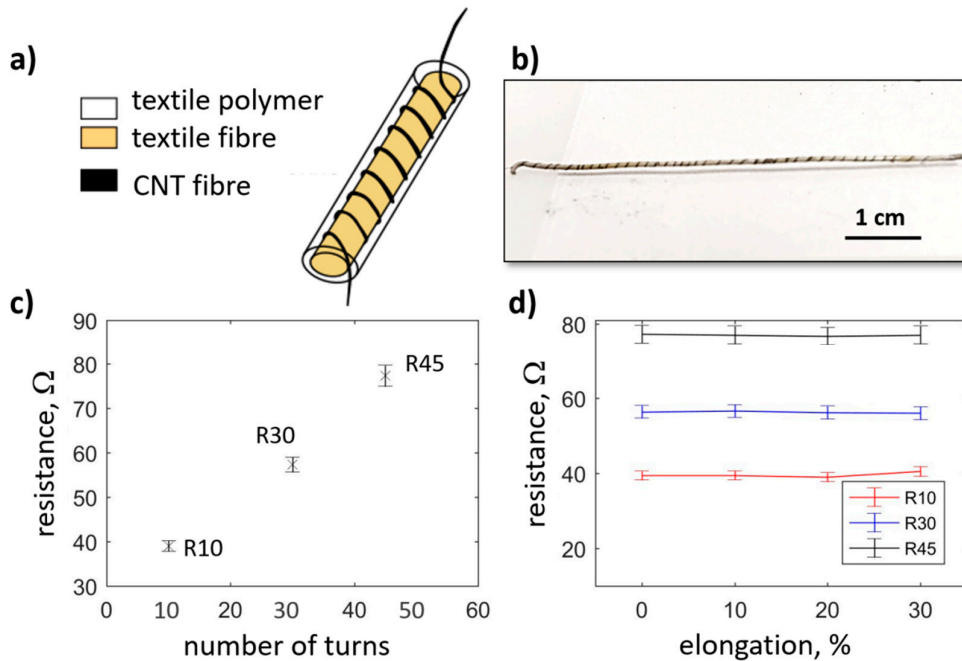 a)
textile polymer
textile fibre
CNT fibre
b)
1 cm
c)
90
80
70
60
50
40
30
0
10
20
30
40
50
60
resistance, Ω
number of turns
R10
R30
R45
d)
80
60
40
20
0
10
20
30
resistance, Ω
elongation, %
R10
R30
R45